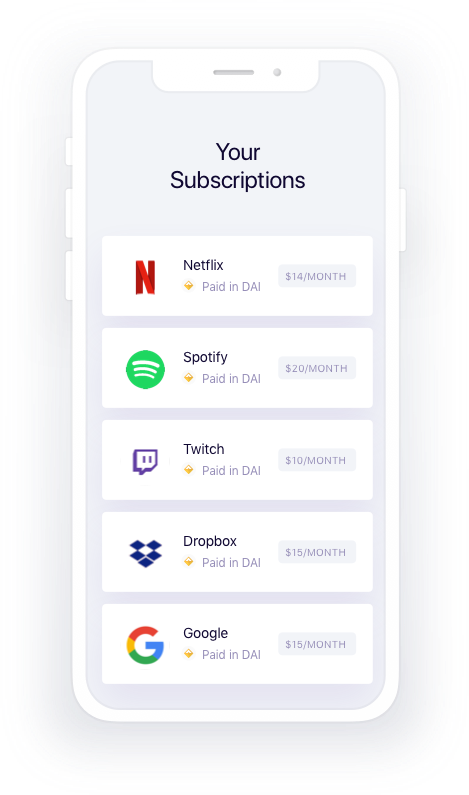 Your
Subscriptions
Netflix
Paid in DAI
$14/MONTH
Spotify
Paid in DAI
$20/MONTH
Twitch
Paid in DAI
$10/MONTH
Dropbox
Paid in DAI
$15/MONTH
Google
Paid in DAI
$15/MONTH